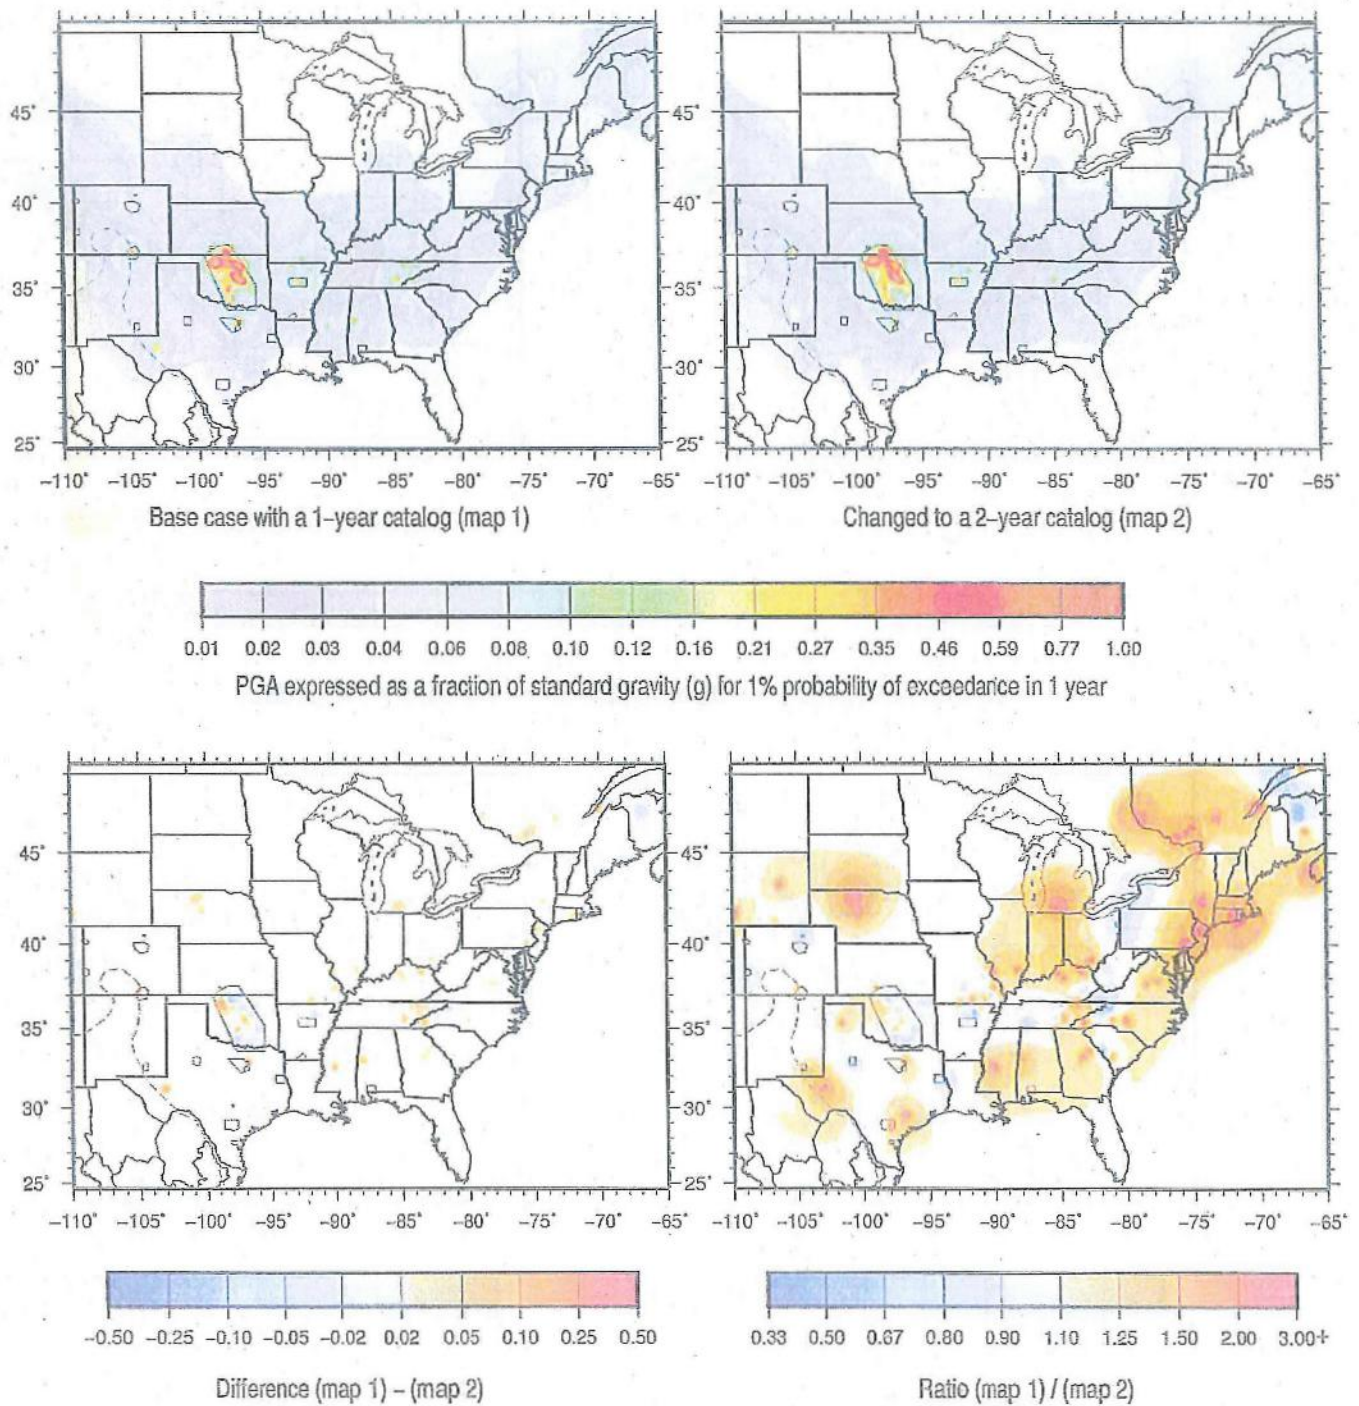 45° 45°
40° 40°
35° 35°
30° 30°
25° 25°
-110° -105° -100° -95° -90° -85° -80° -75° -70° -65° -110° -105° -100° -95° -90° -85° -80° -75° -70° -65°
Base case with a 1-year catalog (map 1) Changed to a 2-year catalog (map 2)
0.01 0.02 0.03 0.04 0.06 0.08 0.10 0.12 0.16 0.21 0.27 0.35 0.46 0.59 0.77 1.00
PGA expressed as a fraction of standard gravity (g) for 1% probability of exceedance in 1 year
45° 45°
40° 40°
35° 35°
30° 30°
25° 25°
-110° -105° -100° -95° -90° -85° -80° -75° -70° -65° -110° -105° -100° -95° -90° -85° -80° -75° -70° -65°
-0.50 -0.25 -0.10 -0.05 -0.02 0.02 0.05 0.10 0.25 0.50 0.33 0.50 0.67 0.80 0.90 1.10 1.25 1.50 2.00 3.00+
Difference (map 1) – (map 2) Ratio (map 1) / (map 2)